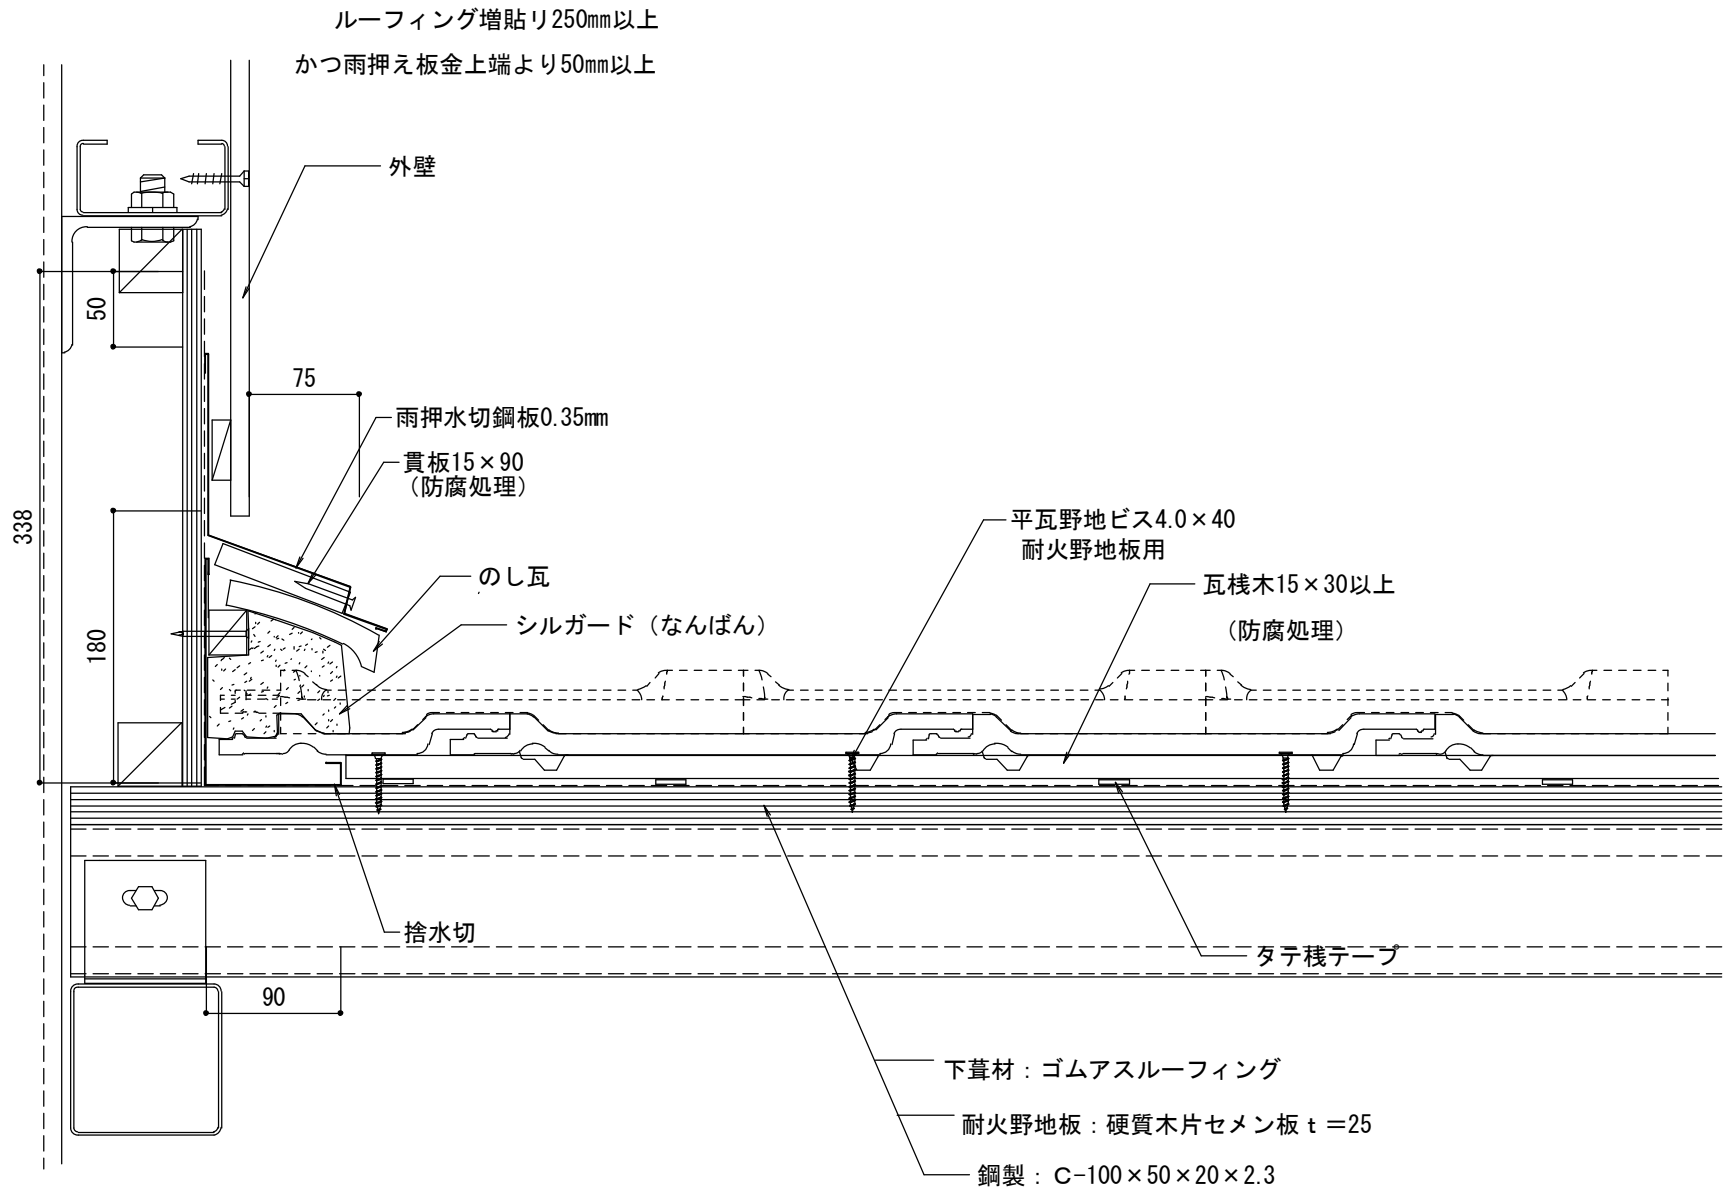 ルーフィング増貼り250mm以上
かつ雨押え板金上端より50mm以上
外壁
50
75
雨押水切鋼板0.35mm
貫板15×90
（防腐処理）
338
平瓦野地ビス4.0×40
耐火野地板用
のし瓦
瓦桟木15×30以上
（防腐処理）
シルガード（なんばん）
180
捨水切
タテ桟テープ
90
下葺材：ゴムアスルーフィング
耐火野地板：硬質木片セメン板ｔ＝25
鋼製：Ｃ-100×50×20×2.3